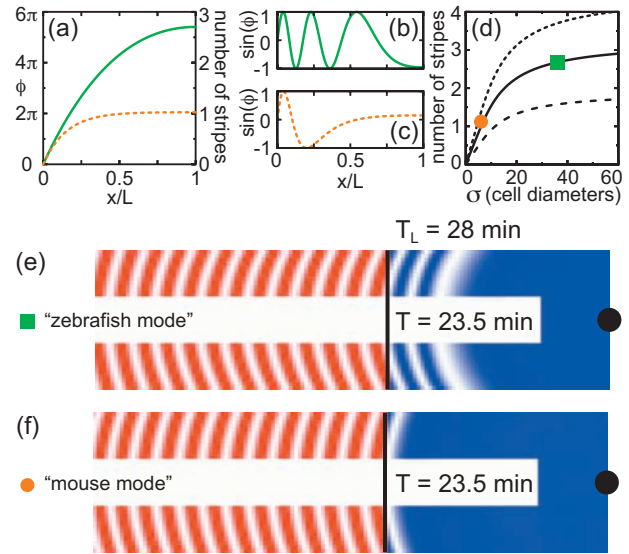 (a)
6π
4π
ϕ
2π
0
0
0.5
1
x/L
3
2
1
0
number of stripes
(b)
1
0
-1
sin(ϕ)
(c)
1
0
-1
sin(ϕ)
0
0.5
1
x/L
(d)
4
3
2
1
0
number of stripes
0
20
40
60
σ (cell diameters)
T_L = 28 min
(e)
"zebrafish mode"
T = 23.5 min
(f)
"mouse mode"
T = 23.5 min